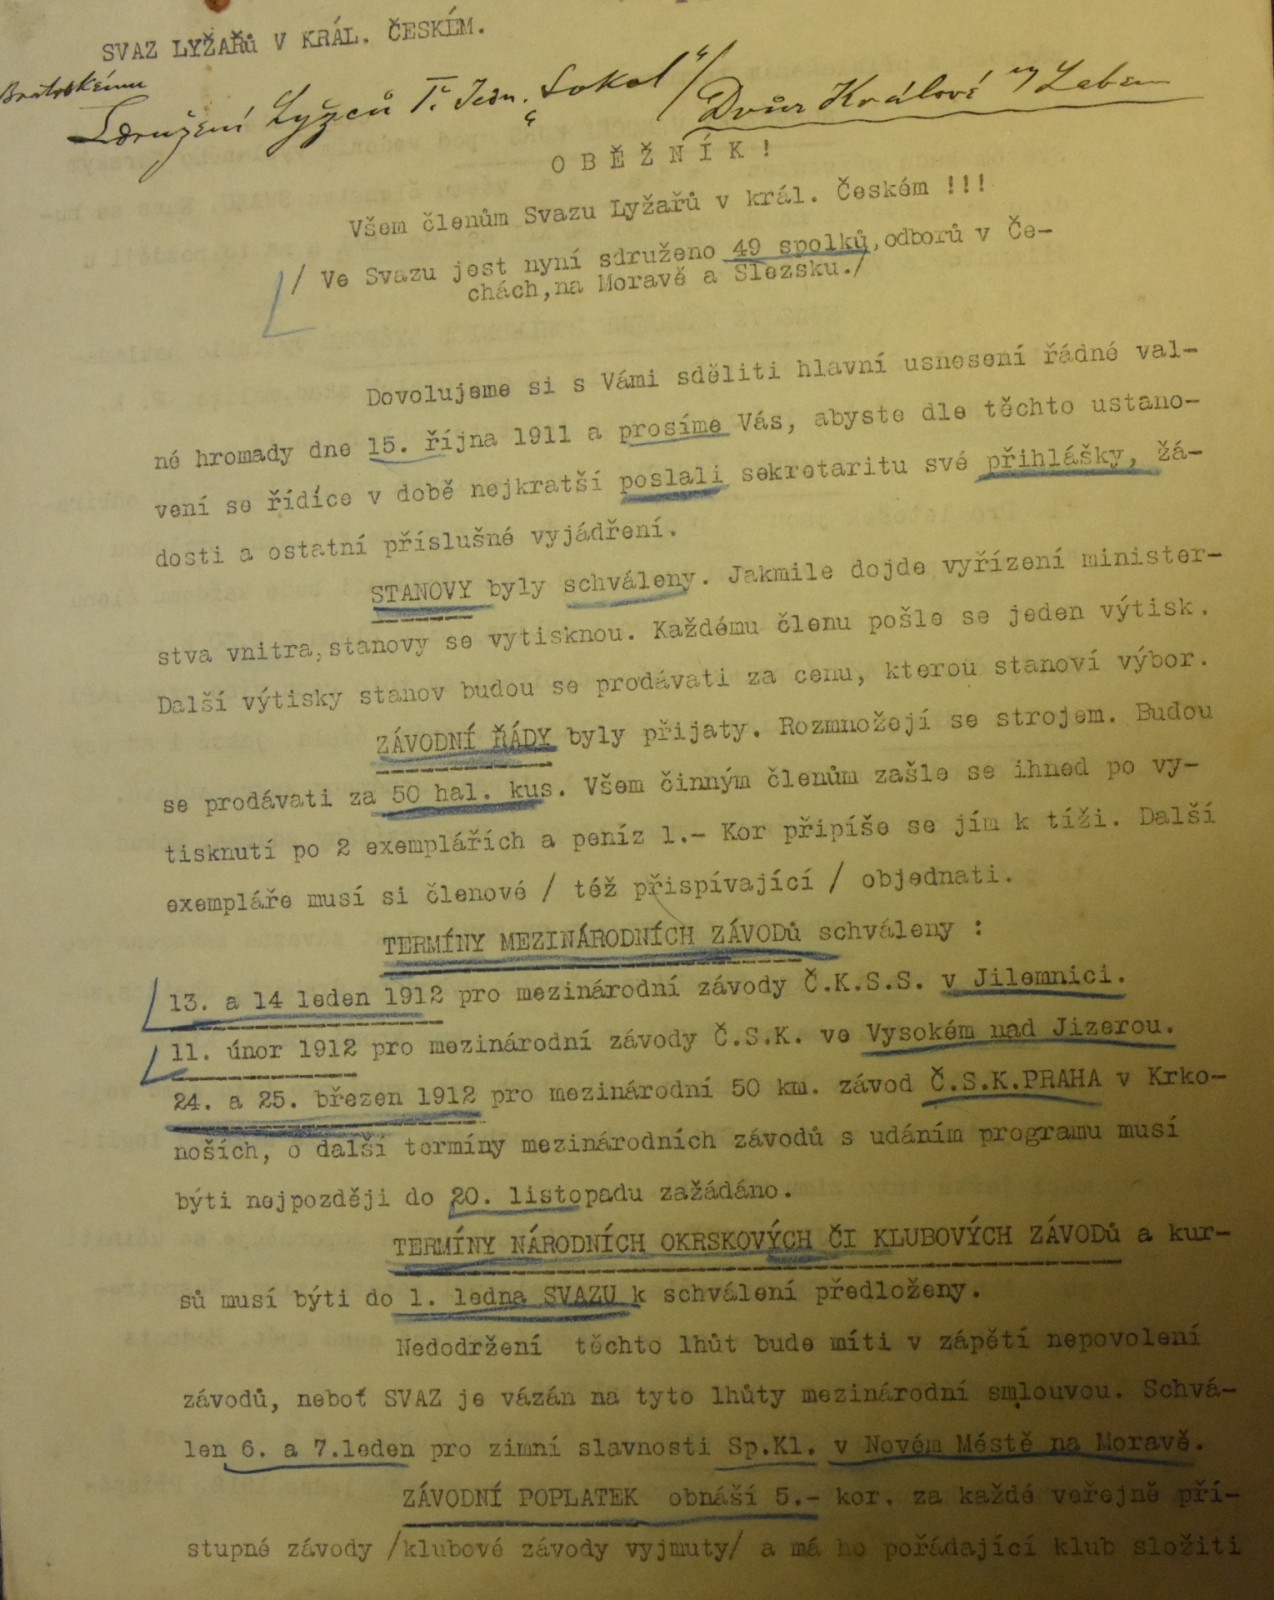 SVAZ LYŽAŘů V KRÁL. ČESKÉM.
Bratrskému
Sdružení Lyžců T. Jedn. „Sokol“ / Dvůr Králové n/ Labem
O B Ě Ž N Í K !
Všem členům Svazu Lyžařů v král. Českém !!!
/ Ve Svazu jest nyní sdruženo 49 spolků,odborů v Če-
chách,na Moravě a Slezsku./
Dovolujeme si s Vámi sděliti hlavní usnesení řádné val-
né hromady dne 15. října 1911 a prosíme Vás, abyste dle těchto ustano-
vení se řídíce v době nejkratší poslali sekretaritu své přihlášky, žá-
dosti a ostatní příslušné vyjádření.
STANOVY byly schváleny. Jakmile dojde vyřízení minister-
stva vnitra,stanovy se vytisknou. Každému členu pošle se jeden výtisk.
Další výtisky stanov budou se prodávati za cenu, kterou stanoví výbor.
ZÁVODNÍ ŘÁDY byly přijaty. Rozmnožejí se strojem. Budou
se prodávati za 50 hal. kus. Všem činným členům zašle se ihned po vy-
tisknutí po 2 exemplářích a peníz 1.- Kor připíše se jím k tíži. Další
exempláře musí si členové / též přispívající / objednati.
TERMÍNY MEZINÁRODNÍCH ZÁVODů schváleny :
13. a 14 leden 1912 pro mezinárodní závody Č.K.S.S. v Jilemnici.
11. únor 1912 pro mezinárodní závody Č.S.K. ve Vysokém nad Jizerou.
24. a 25. březen 1912 pro mezinárodní 50 km. závod Č.S.K.PRAHA v Krko-
noších, o další termíny mezinárodních závodů s udáním programu musí
býti nejpozději do 20. listopadu zažádáno.
TERMÍNY NÁRODNÍCH OKRSKOVÝCH ČI KLUBOVÝCH ZÁVODů a kur-
sů musí býti do 1. ledna SVAZU k schválení předloženy.
Nedodržení těchto lhůt bude míti v zápětí nepovolení
závodů, neboť SVAZ je vázán na tyto lhůty mezinárodní smlouvou. Schvá-
len 6. a 7.leden pro zimní slavnosti Sp.Kl. v Novém Městě na Moravě.
ZÁVODNÍ POPLATEK obnáší 5.- kor. za každé veřejně pří-
stupné závody /klubové závody vyjmuty/ a má ho pořádající klub složiti